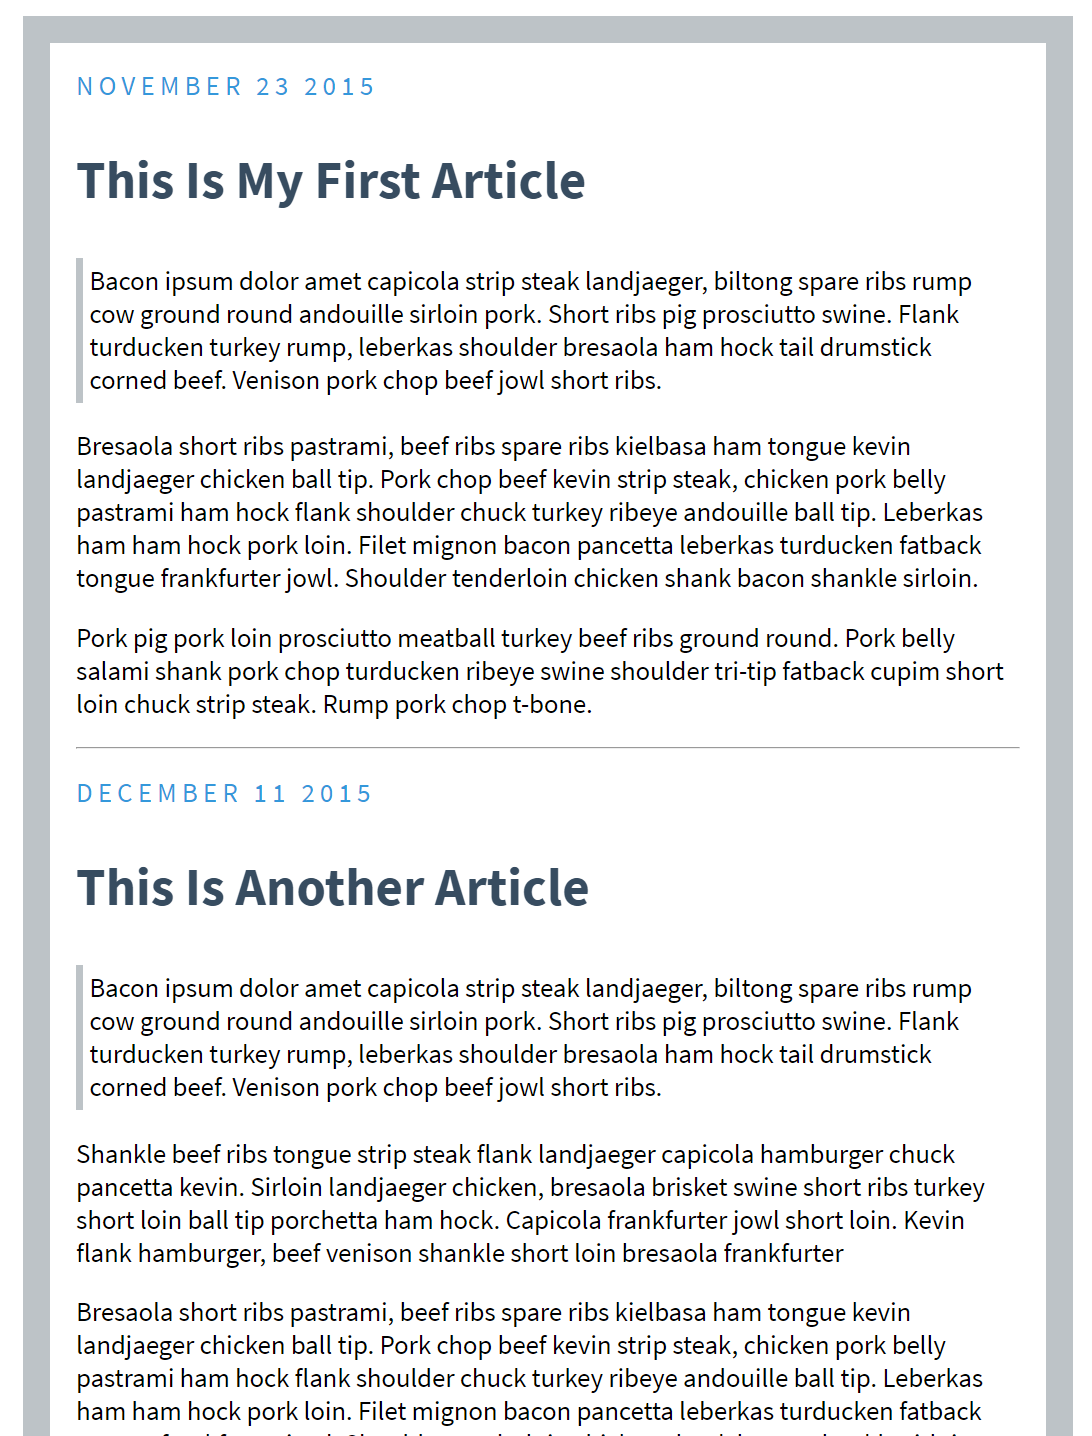 NOVEMBER 23 2015
This Is My First Article
Bacon ipsum dolor amet capicola strip steak landjaeger, biltong spare ribs rump
cow ground round andouille sirloin pork. Short ribs pig prosciutto swine. Flank
turducken turkey rump, leberkas shoulder bresaola ham hock tail drumstick
corned beef. Venison pork chop beef jowl short ribs.
Bresaola short ribs pastrami, beef ribs spare ribs kielbasa ham tongue kevin
landjaeger chicken ball tip. Pork chop beef kevin strip steak, chicken pork belly
pastrami ham hock flank shoulder chuck turkey ribeye andouille ball tip. Leberkas
ham ham hock pork loin. Filet mignon bacon pancetta leberkas turducken fatback
tongue frankfurter jowl. Shoulder tenderloin chicken shank bacon shankle sirloin.
Pork pig pork loin prosciutto meatball turkey beef ribs ground round. Pork belly
salami shank pork chop turducken ribeye swine shoulder tri-tip fatback cupim short
loin chuck strip steak. Rump pork chop t-bone.
DECEMBER 11 2015
This Is Another Article
Bacon ipsum dolor amet capicola strip steak landjaeger, biltong spare ribs rump
cow ground round andouille sirloin pork. Short ribs pig prosciutto swine. Flank
turducken turkey rump, leberkas shoulder bresaola ham hock tail drumstick
corned beef. Venison pork chop beef jowl short ribs.
Shankle beef ribs tongue strip steak flank landjaeger capicola hamburger chuck
pancetta kevin. Sirloin landjaeger chicken, bresaola brisket swine short ribs turkey
short loin ball tip porchetta ham hock. Capicola frankfurter jowl short loin. Kevin
flank hamburger, beef venison shankle short loin bresaola frankfurter
Bresaola short ribs pastrami, beef ribs spare ribs kielbasa ham tongue kevin
landjaeger chicken ball tip. Pork chop beef kevin strip steak, chicken pork belly
pastrami ham hock flank shoulder chuck turkey ribeye andouille ball tip. Leberkas
ham ham hock pork loin. Filet mignon bacon pancetta leberkas turducken fatback